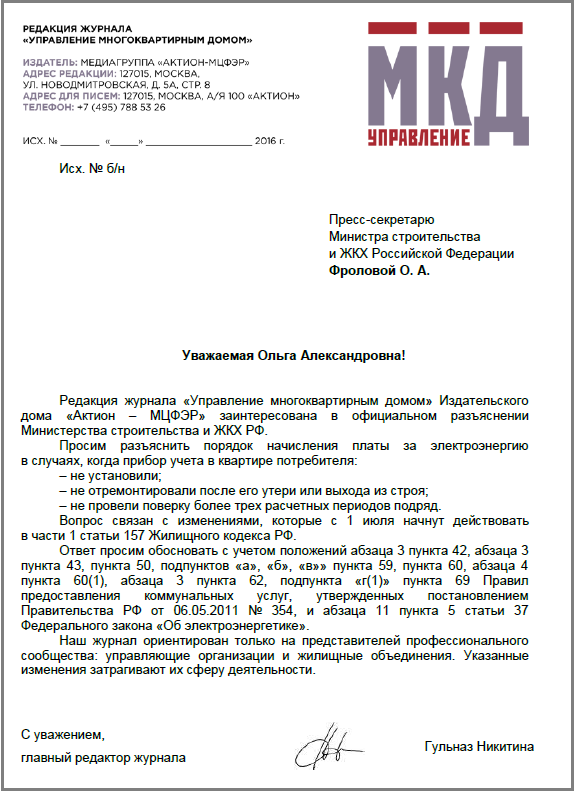 РЕДАКЦИЯ ЖУРНАЛА
«УПРАВЛЕНИЕ МНОГОКВАРТИРНЫМ ДОМОМ»
ИЗДАТЕЛЬ: МЕДИАГРУППА «АКТИОН-МЦФЭР»
АДРЕС РЕДАКЦИИ: 127015, МОСКВА,
УЛ. НОВОДМИТРОВСКАЯ, Д. 5А, СТР. 8
АДРЕС ДЛЯ ПИСЕМ: 127015, МОСКВА, А/Я 100 «АКТИОН»
ТЕЛЕФОН: +7 (495) 788 53 26
МКД
УПРАВЛЕНИЕ
ИСХ. № ________ «_____» ______________________ 2016 г.
Исх. № б/н
Пресс-секретарю
Министра строительства
и ЖКХ Российской Федерации
Фроловой О. А.
Уважаемая Ольга Александровна!
Редакция журнала «Управление многоквартирным домом» Издательского
дома «Актион – МЦФЭР» заинтересована в официальном разъяснении
Министерства строительства и ЖКХ РФ.
Просим разъяснить порядок начисления платы за электроэнергию
в случаях, когда прибор учета в квартире потребителя:
– не установили;
– не отремонтировали после его утери или выхода из строя;
– не провели поверку более трех расчетных периодов подряд.
Вопрос связан с изменениями, которые с 1 июля начнут действовать
в части 1 статьи 157 Жилищного кодекса РФ.
Ответ просим обосновать с учетом положений абзаца 3 пункта 42, абзаца 3
пункта 43, пункта 50, подпунктов «а», «б», «в»» пункта 59, пункта 60, абзаца 4
пункта 60(1), абзаца 3 пункта 62, подпункта «г(1)» пункта 69 Правил
предоставления коммунальных услуг, утвержденных постановлением
Правительства РФ от 06.05.2011 № 354, и абзаца 11 пункта 5 статьи 37
Федерального закона «Об электроэнергетике».
Наш журнал ориентирован только на представителей профессионального
сообщества: управляющие организации и жилищные объединения. Указанные
изменения затрагивают их сферу деятельности.
С уважением,
главный редактор журнала
Гульназ Никитина